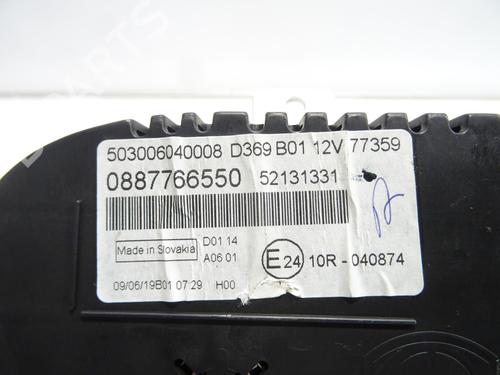 503006040008 D369 B01 12V 77359
0887766550 52131331
Made in Slovakia
D01 14
A06 01
E24 10R - 040874
09/06/19B01 07:29 H00